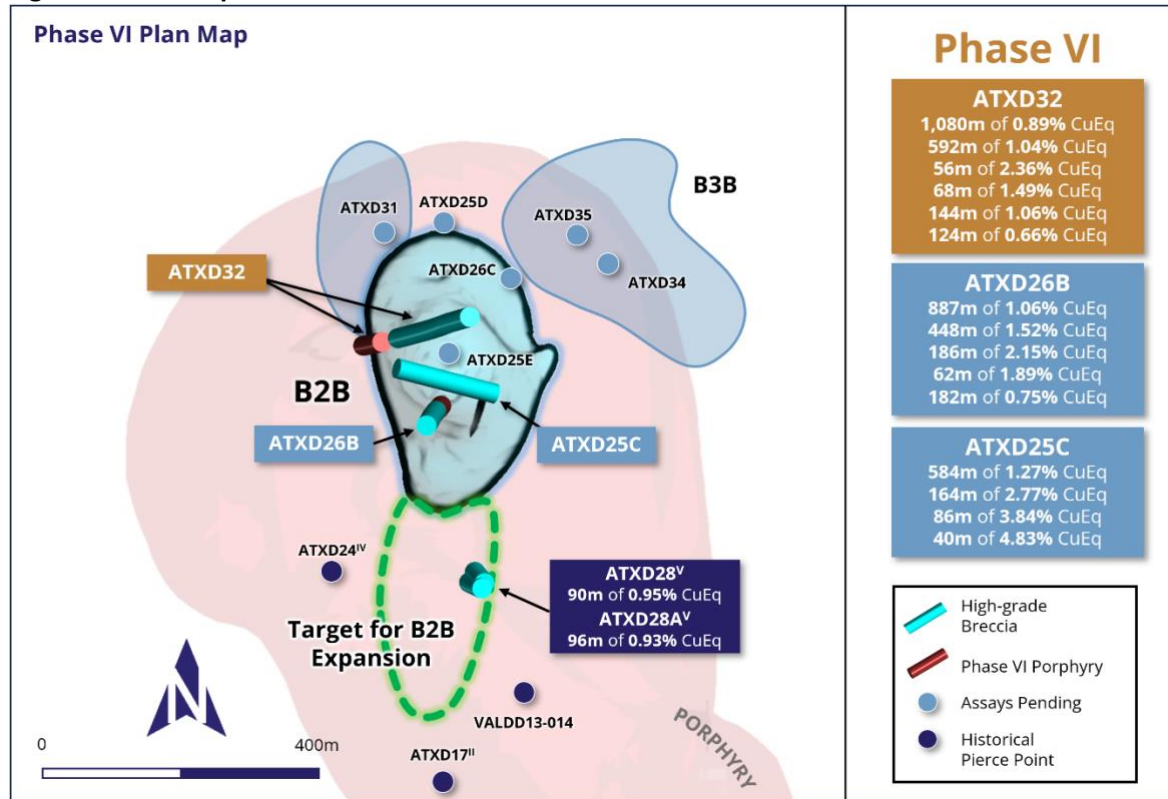 Phase VI Plan Map
B3B
ATXD31
ATXD25D
ATXD35
ATXD26C
ATXD34
ATXD32
ATXD25E
B2B
ATXD26B
ATXD25C
ATXD24ᴵⱽ
ATXD28ⱽ
90m of 0.95% CuEq
ATXD28Aⱽ
96m of 0.93% CuEq
Target for B2B
Expansion
VALDD13-014
ATXD17ᴵᴵ
PORPHYRY
N
0
400m
Phase VI
ATXD32
1,080m of 0.89% CuEq
592m of 1.04% CuEq
56m of 2.36% CuEq
68m of 1.49% CuEq
144m of 1.06% CuEq
124m of 0.66% CuEq
ATXD26B
887m of 1.06% CuEq
448m of 1.52% CuEq
186m of 2.15% CuEq
62m of 1.89% CuEq
182m of 0.75% CuEq
ATXD25C
584m of 1.27% CuEq
164m of 2.77% CuEq
86m of 3.84% CuEq
40m of 4.83% CuEq
High-grade
Breccia
Phase VI Porphyry
Assays Pending
Historical
Pierce Point